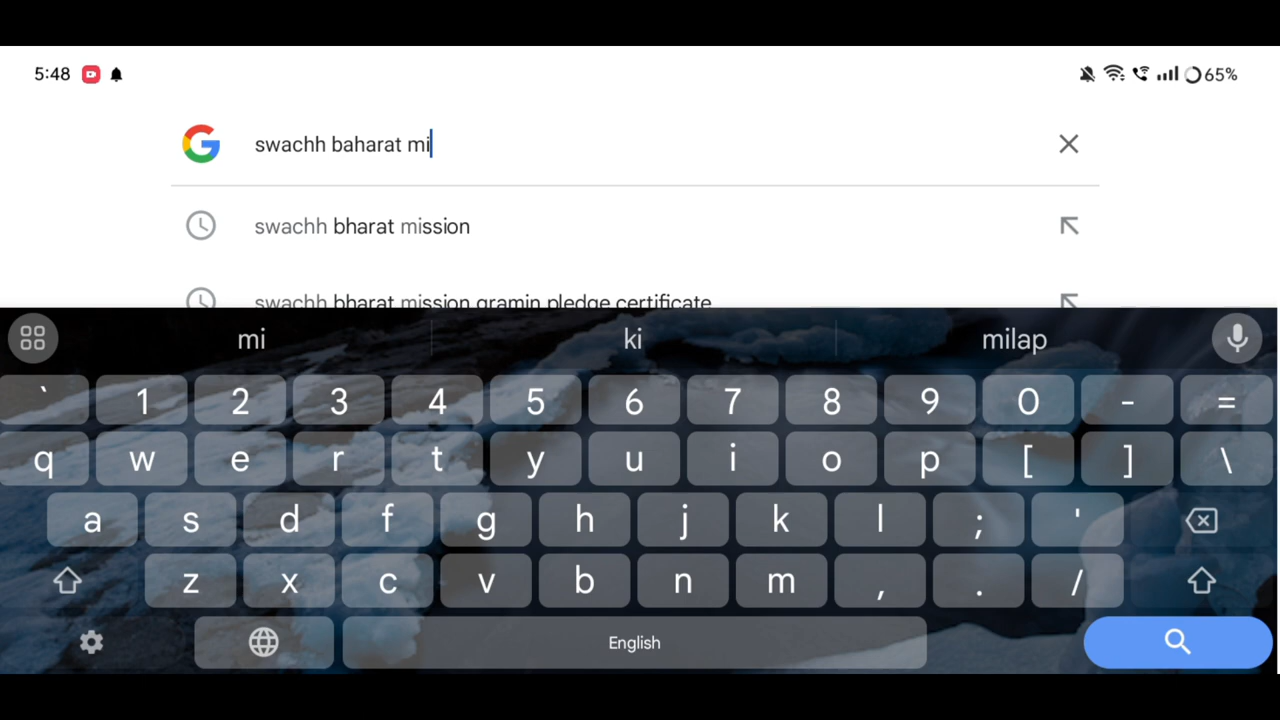 5:48 65%
swachh baharat mi
swachh bharat mission
swachh bharat mission gramin pledge certificate
mi ki milap
` 1 2 3 4 5 6 7 8 9 0 - =
q w e r t y u i o p [ ] \
a s d f g h j k l ; '
z x c v b n m , . /
English